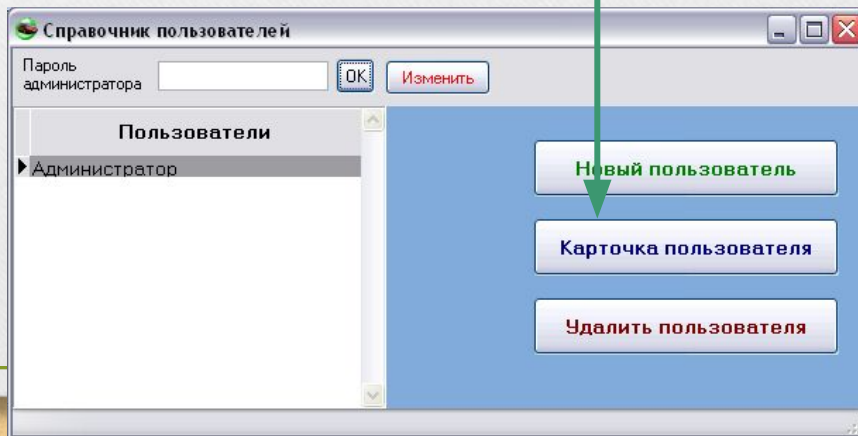 Справочник пользователей
Пароль
администратора
OK
Изменить
Пользователи
Администратор
Новый пользователь
Карточка пользователя
Удалить пользователя